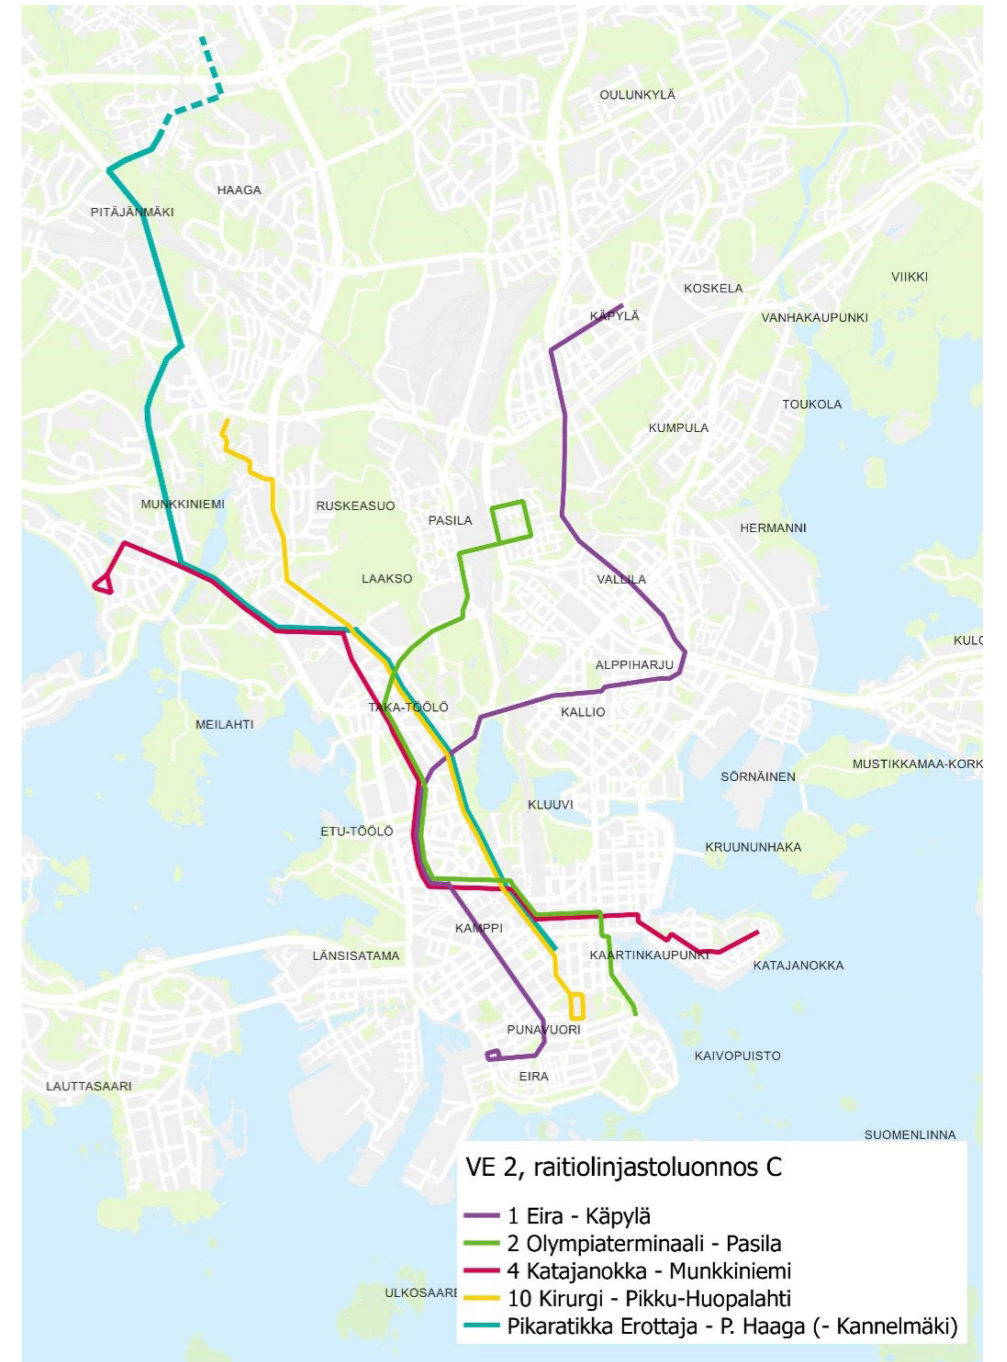 OULUNKYLÄ
HAAGA
PITÄJÄNMÄKI
VIIKKI
KOSKELA
KÄPYLÄ
VANHAKAUPUNKI
TOUKOLA
KUMPULA
MUNKKINIEMI
RUSKEASUO
PASILA
HERMANNI
LAAKSO
VALLILA
KULO
ALPPIHARJU
TAKA-TÖÖLÖ
KALLIO
MEILAHTI
MUSTIKKAMAA-KORK
SÖRNÄINEN
KLUUVI
ETU-TÖÖLÖ
KRUUNUNHAKA
KAMPPI
LÄNSISATAMA
KAARTINKAUPUNKI
KATAJANOKKA
PUNAVUORI
KAIVOPUISTO
EIRA
LAUTTASAARI
SUOMENLINNA
ULKOSAARE
VE 2, raitiolinjastoluonnos C
1 Eira - Käpylä
2 Olympiaterminaali - Pasila
4 Katajanokka - Munkkiniemi
10 Kirurgi - Pikku-Huopalahti
Pikaratikka Erottaja - P. Haaga (- Kannelmäki)